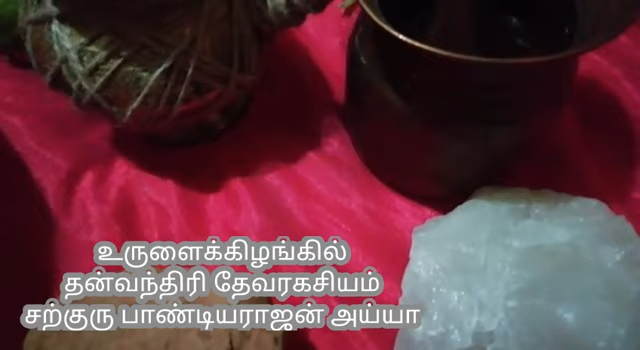 உருளைக்கிழங்கில்
தன்வந்திரி தேவரகசியம்
சற்குரு பாண்டியராஜன் அய்யா